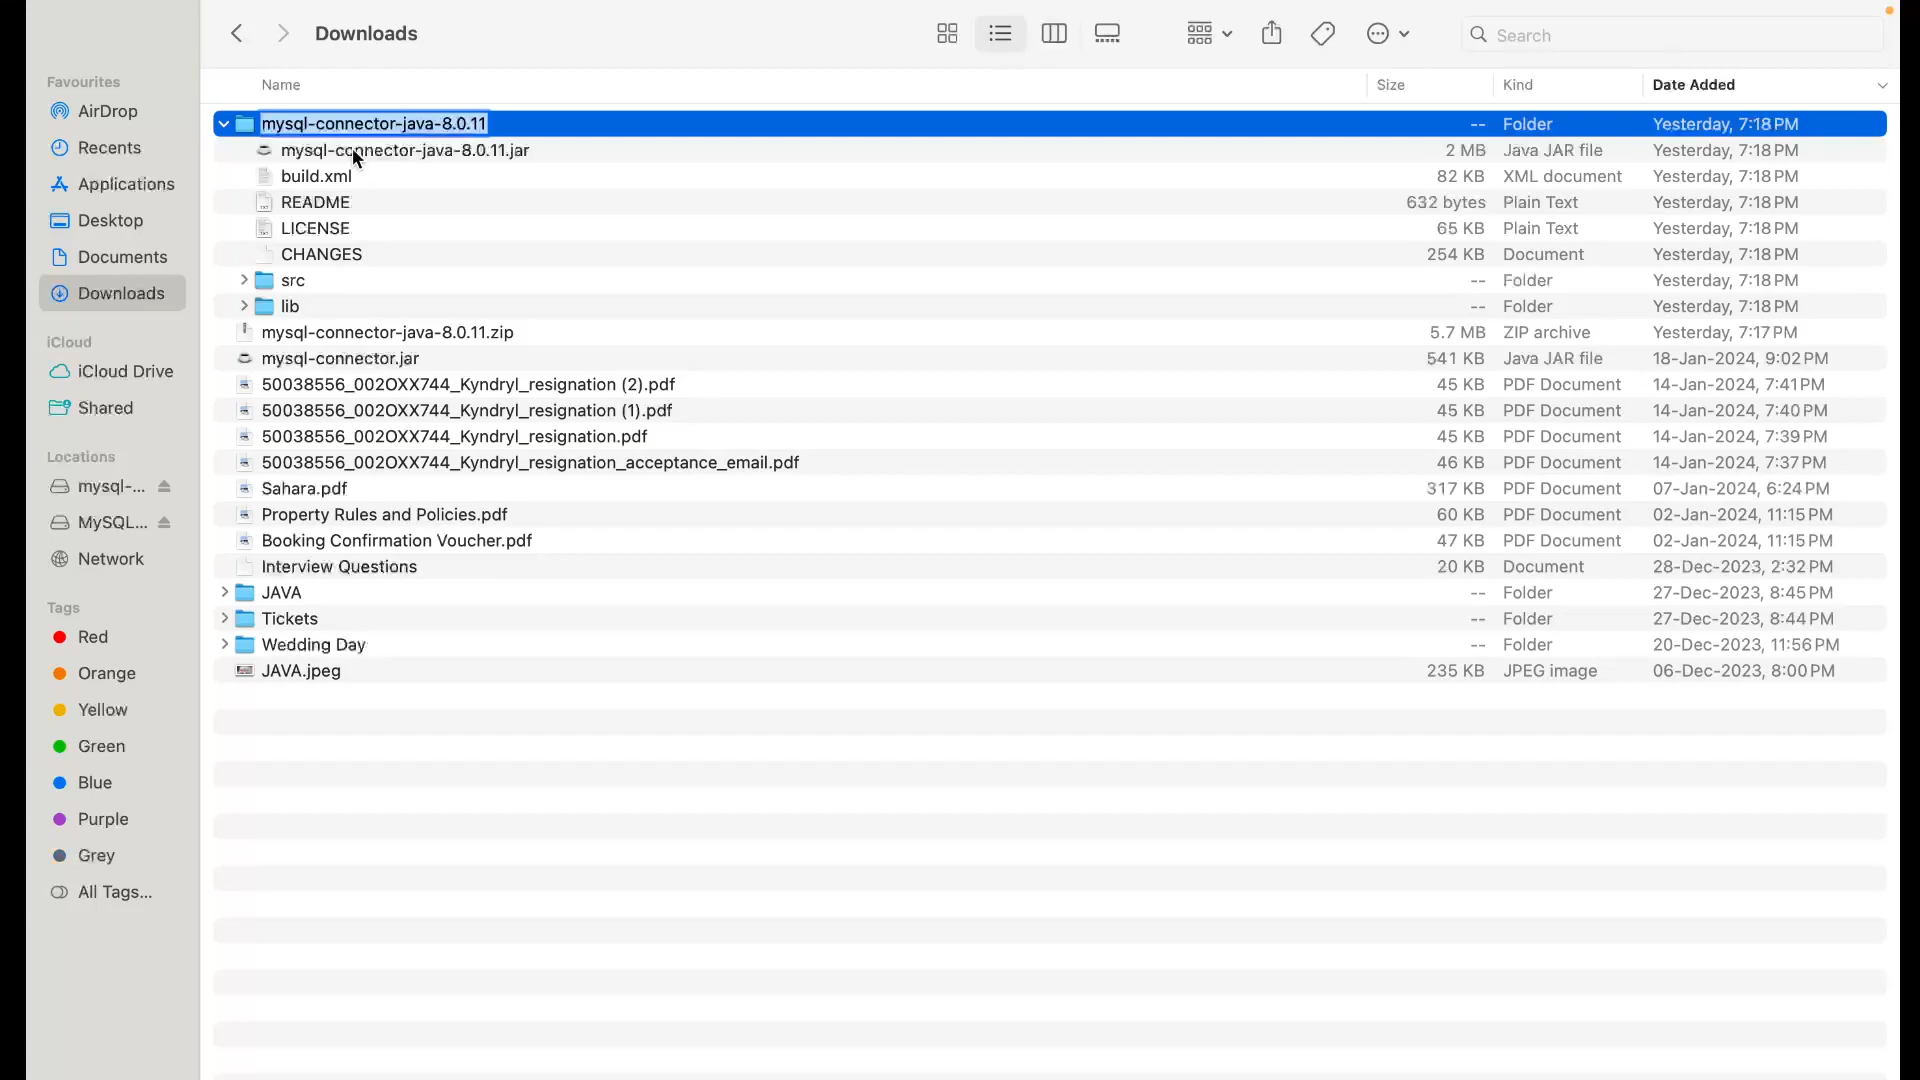 Downloads
Search
Favourites
AirDrop
Recents
Applications
Desktop
Documents
Downloads
iCloud
iCloud Drive
Shared
Locations
mysql-...
MySQL...
Network
Tags
Red
Orange
Yellow
Green
Blue
Purple
Grey
All Tags...
Name Size Kind Date Added
mysql-connector-java-8.0.11 -- Folder Yesterday, 7:18 PM
mysql-connector-java-8.0.11.jar 2 MB Java JAR file Yesterday, 7:18 PM
build.xml 82 KB XML document Yesterday, 7:18 PM
README 632 bytes Plain Text Yesterday, 7:18 PM
LICENSE 65 KB Plain Text Yesterday, 7:18 PM
CHANGES 254 KB Document Yesterday, 7:18 PM
src -- Folder Yesterday, 7:18 PM
lib -- Folder Yesterday, 7:18 PM
mysql-connector-java-8.0.11.zip 5.7 MB ZIP archive Yesterday, 7:17 PM
mysql-connector.jar 541 KB Java JAR file 18-Jan-2024, 9:02 PM
50038556_002OXX744_Kyndryl_resignation (2).pdf 45 KB PDF Document 14-Jan-2024, 7:41 PM
50038556_002OXX744_Kyndryl_resignation (1).pdf 45 KB PDF Document 14-Jan-2024, 7:40 PM
50038556_002OXX744_Kyndryl_resignation.pdf 45 KB PDF Document 14-Jan-2024, 7:39 PM
50038556_002OXX744_Kyndryl_resignation_acceptance_email.pdf 46 KB PDF Document 14-Jan-2024, 7:37 PM
Sahara.pdf 317 KB PDF Document 07-Jan-2024, 6:24 PM
Property Rules and Policies.pdf 60 KB PDF Document 02-Jan-2024, 11:15 PM
Booking Confirmation Voucher.pdf 47 KB PDF Document 02-Jan-2024, 11:15 PM
Interview Questions 20 KB Document 28-Dec-2023, 2:32 PM
JAVA -- Folder 27-Dec-2023, 8:45 PM
Tickets -- Folder 27-Dec-2023, 8:44 PM
Wedding Day -- Folder 20-Dec-2023, 11:56 PM
JAVA.jpeg 235 KB JPEG image 06-Dec-2023, 8:00 PM